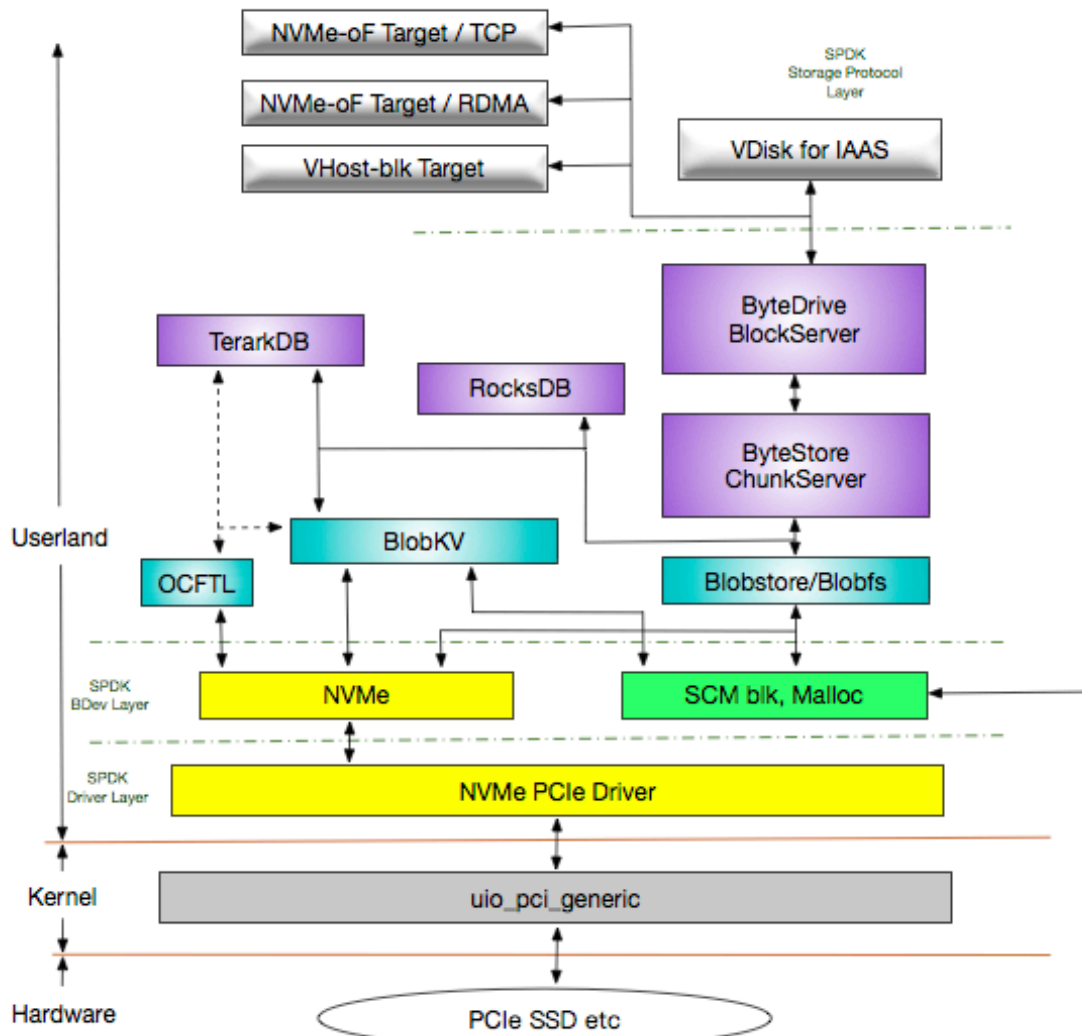 NVMe-oF Target / TCP
SPDK
Storage Protocol
Layer
NVMe-oF Target / RDMA
VDisk for IAAS
VHost-blk Target
ByteDrive
BlockServer
TerarkDB
RocksDB
ByteStore
ChunkServer
Userland
BlobKV
OCFTL
Blobstore/Blobfs
SPDK
BDev Layer
NVMe
SCM blk, Malloc
SPDK
Driver Layer
NVMe PCIe Driver
Kernel
uio_pci_generic
Hardware
PCIe SSD etc